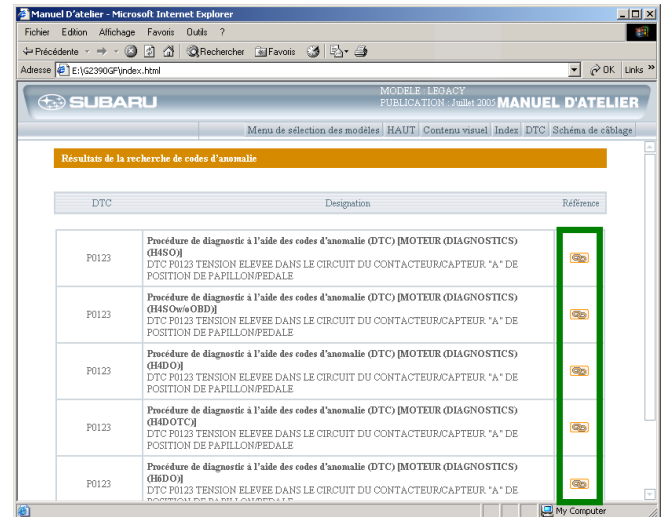 Manuel D'atelier - Microsoft Internet Explorer
Fichier Edition Affichage Favoris Outils ?
Précédente Rechercher Favoris
Adresse E:\G2390GF\index.html OK Links »
SUBARU
MODELE : LEGACY
PUBLICATION : Juillet 2005 MANUEL D'ATELIER
Menu de sélection des modèles HAUT Contenu visuel Index DTC Schéma de câblage
Résultats de la recherche de codes d'anomalie
DTC Designation Référence
Procédure de diagnostic à l'aide des codes d'anomalie (DTC) [MOTEUR (DIAGNOSTICS)
(H4SO)]
P0123 DTC P0123 TENSION ELEVEE DANS LE CIRCUIT DU CONTACTEUR/CAPTEUR "A" DE
POSITION DE PAPILLON/PEDALE
Procédure de diagnostic à l'aide des codes d'anomalie (DTC) [MOTEUR (DIAGNOSTICS)
(H4SOw/oOBD)]
P0123 DTC P0123 TENSION ELEVEE DANS LE CIRCUIT DU CONTACTEUR/CAPTEUR "A" DE
POSITION DE PAPILLON/PEDALE
Procédure de diagnostic à l'aide des codes d'anomalie (DTC) [MOTEUR (DIAGNOSTICS)
(H4DO)]
P0123 DTC P0123 TENSION ELEVEE DANS LE CIRCUIT DU CONTACTEUR/CAPTEUR "A" DE
POSITION DE PAPILLON/PEDALE
Procédure de diagnostic à l'aide des codes d'anomalie (DTC) [MOTEUR (DIAGNOSTICS)
(H4DOTC)]
P0123 DTC P0123 TENSION ELEVEE DANS LE CIRCUIT DU CONTACTEUR/CAPTEUR "A" DE
POSITION DE PAPILLON/PEDALE
Procédure de diagnostic à l'aide des codes d'anomalie (DTC) [MOTEUR (DIAGNOSTICS)
(H6DO)]
P0123 DTC P0123 TENSION ELEVEE DANS LE CIRCUIT DU CONTACTEUR/CAPTEUR "A" DE
POSITION DE PAPILLON/PEDALE
My Computer